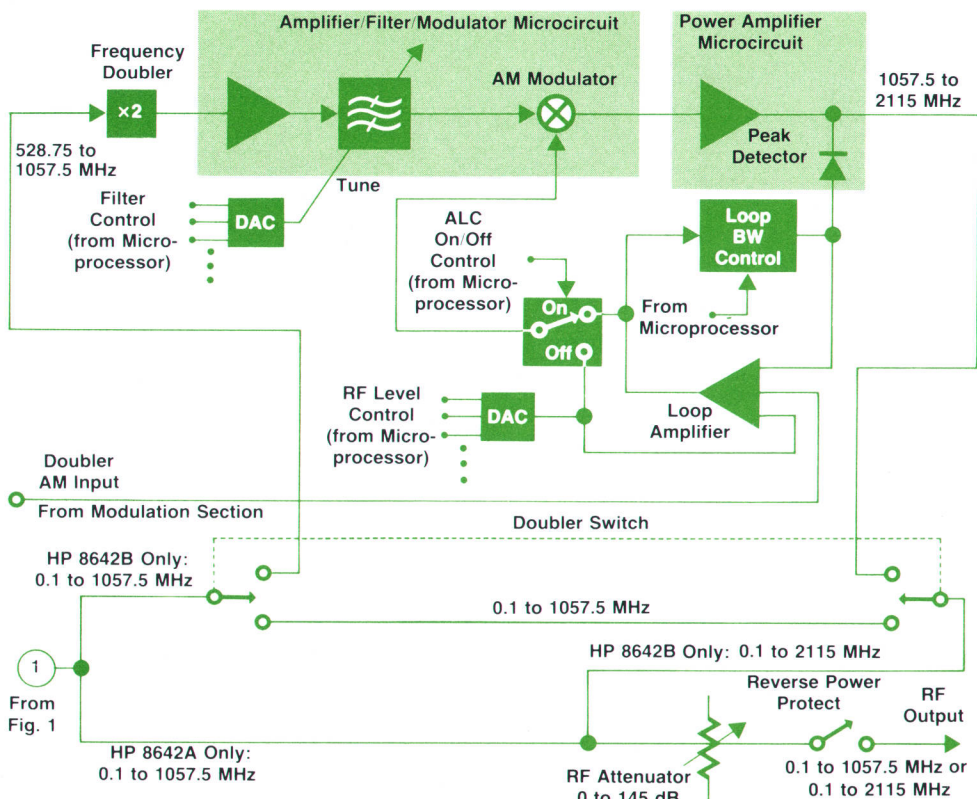 Amplifier/Filter/Modulator Microcircuit
Power Amplifier
Microcircuit
Frequency
Doubler
×2
AM Modulator
1057.5 to
2115 MHz
Peak
Detector
528.75 to
1057.5 MHz
Tune
Filter
Control
(from Micro-
processor)
DAC
ALC
On/Off
Control
(from Micro-
processor)
Loop
BW
Control
On
Off
From
Microprocessor
RF Level
Control
(from Micro-
processor)
DAC
Loop
Amplifier
Doubler
AM Input
From Modulation Section
Doubler Switch
HP 8642B Only:
0.1 to 1057.5 MHz
0.1 to 1057.5 MHz
HP 8642B Only: 0.1 to 2115 MHz
1
From
Fig. 1
Reverse Power
Protect
RF
Output
HP 8642A Only:
0.1 to 1057.5 MHz
RF Attenuator
0 to 145 dB
0.1 to 1057.5 MHz or
0.1 to 2115 MHz